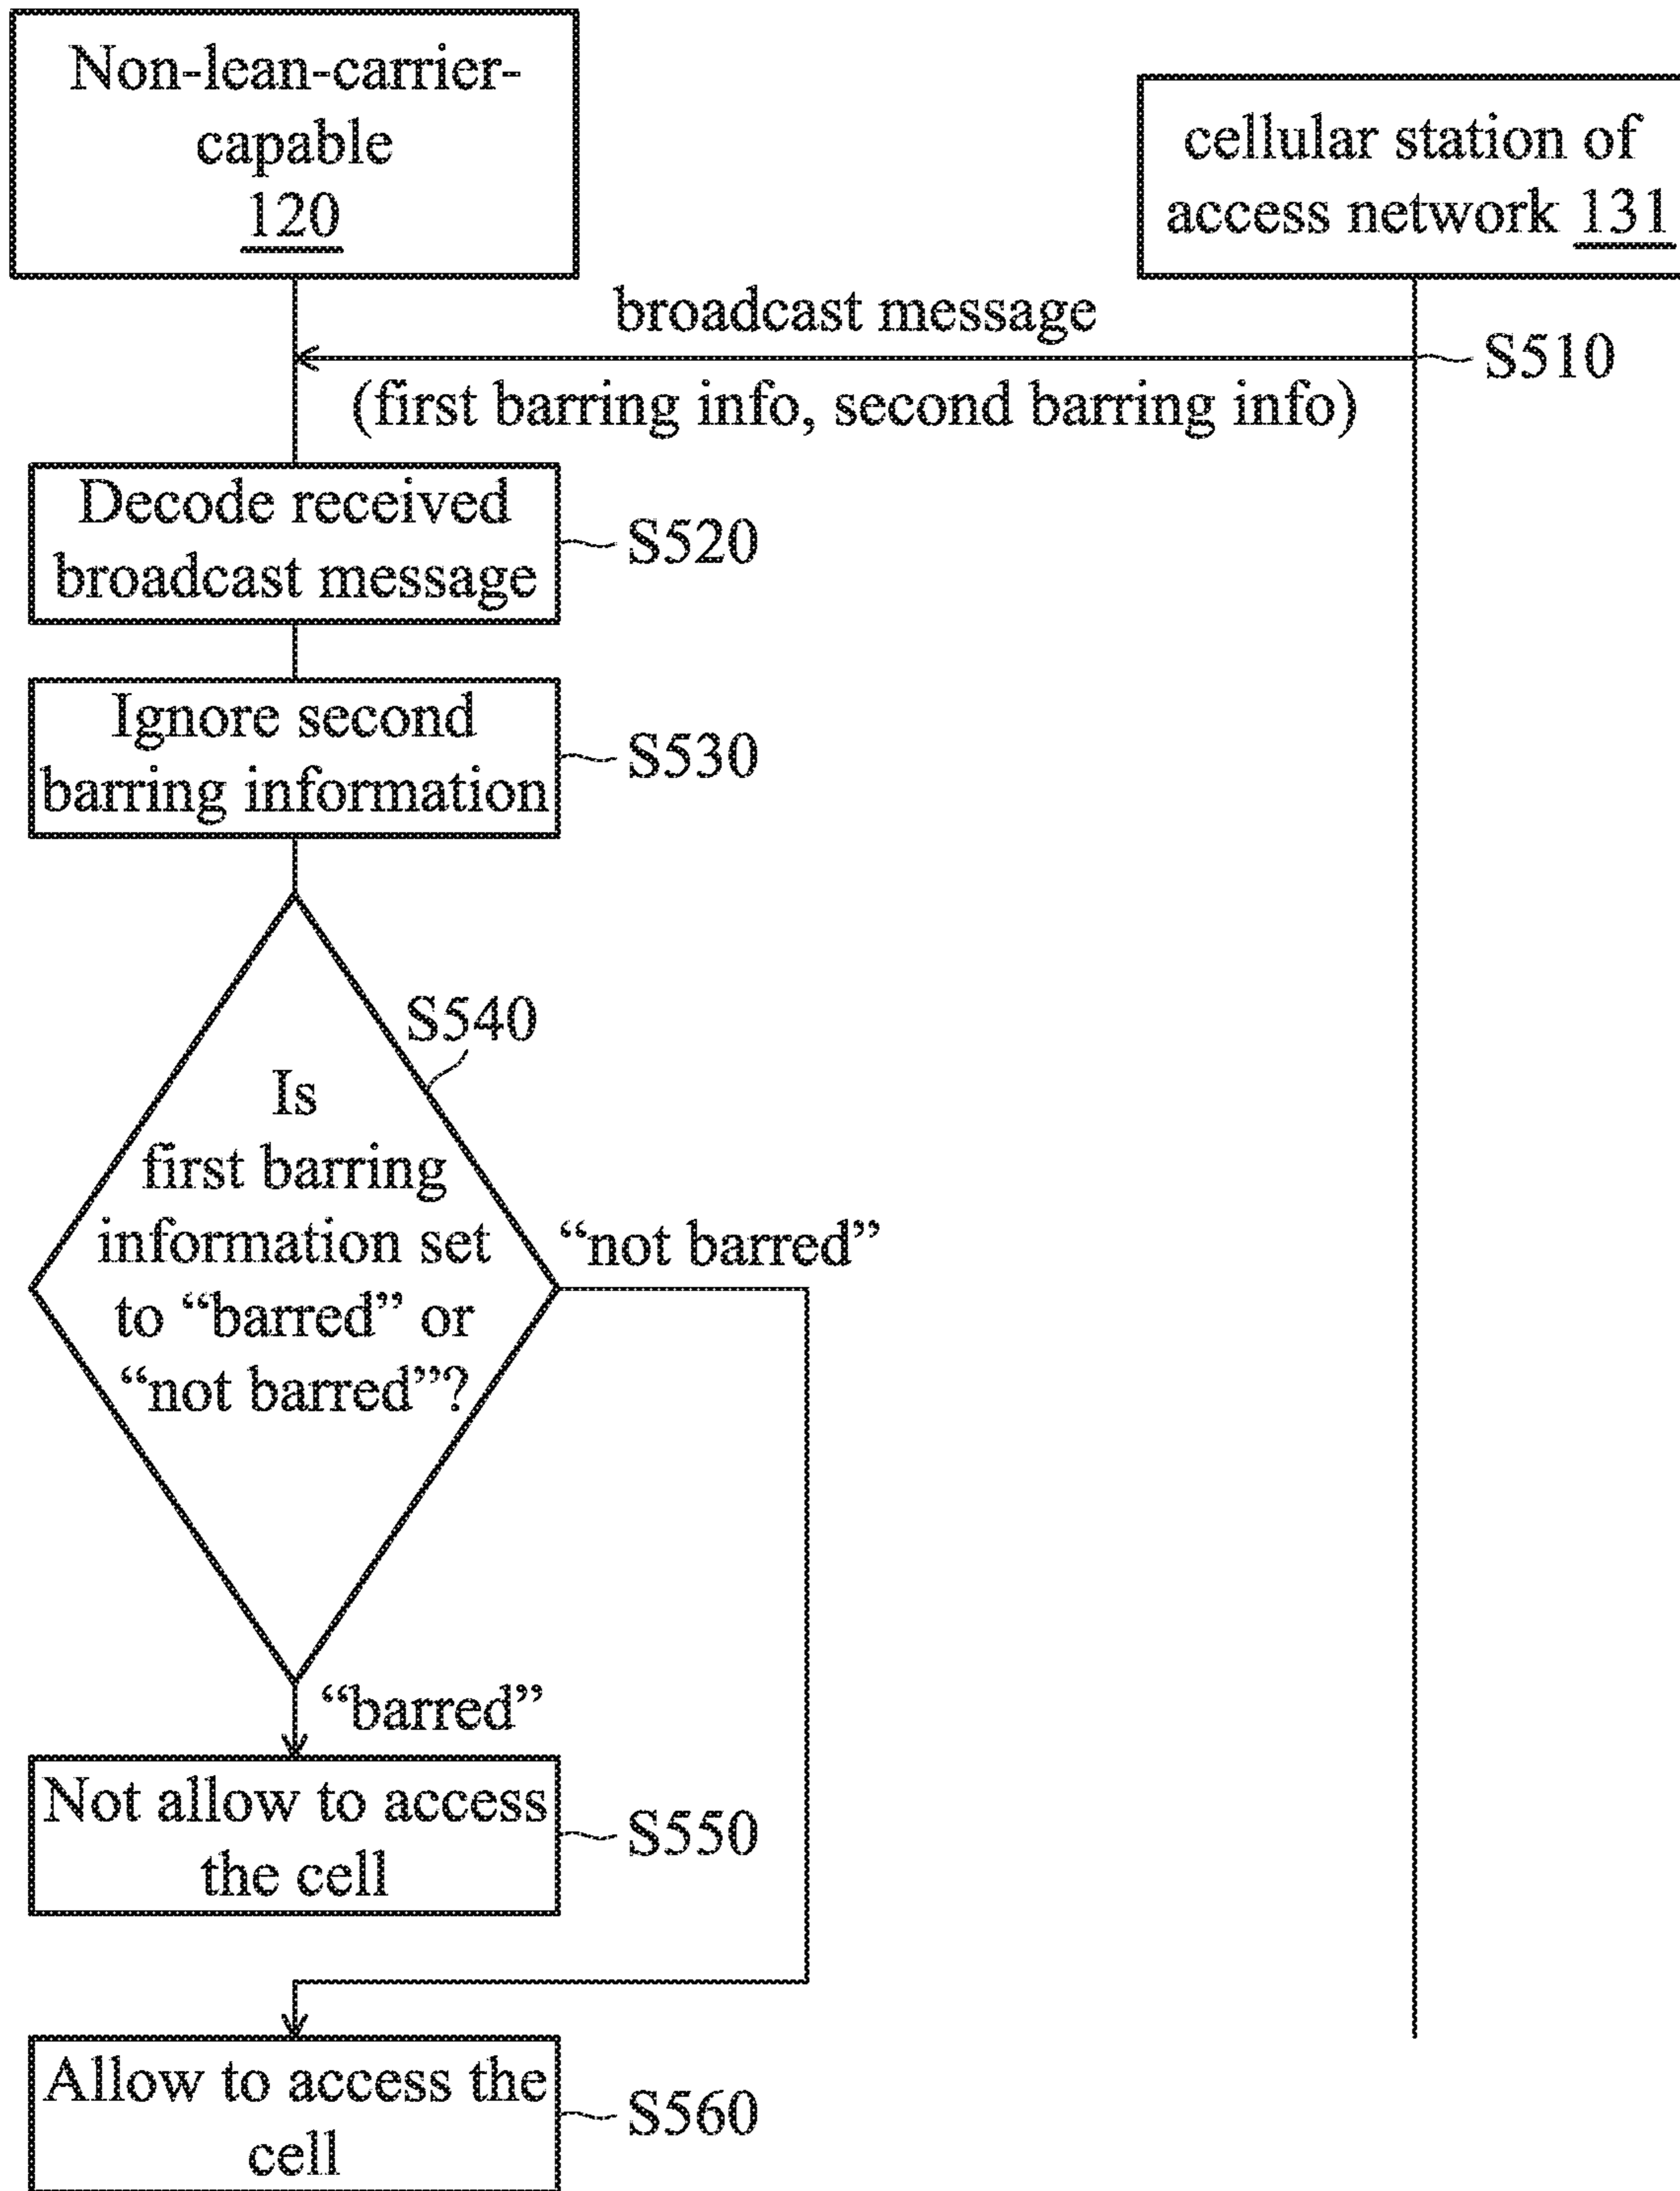 Non-lean-carrier-
capable
120
cellular station of
access network 131
broadcast message
S510
(first barring info, second barring info)
Decode received
broadcast message
S520
Ignore second
barring information
S530
S540
Is
first barring
information set
to “barred” or
“not barred”?
“not barred”
“barred”
Not allow to access
the cell
S550
Allow to access the
cell
S560